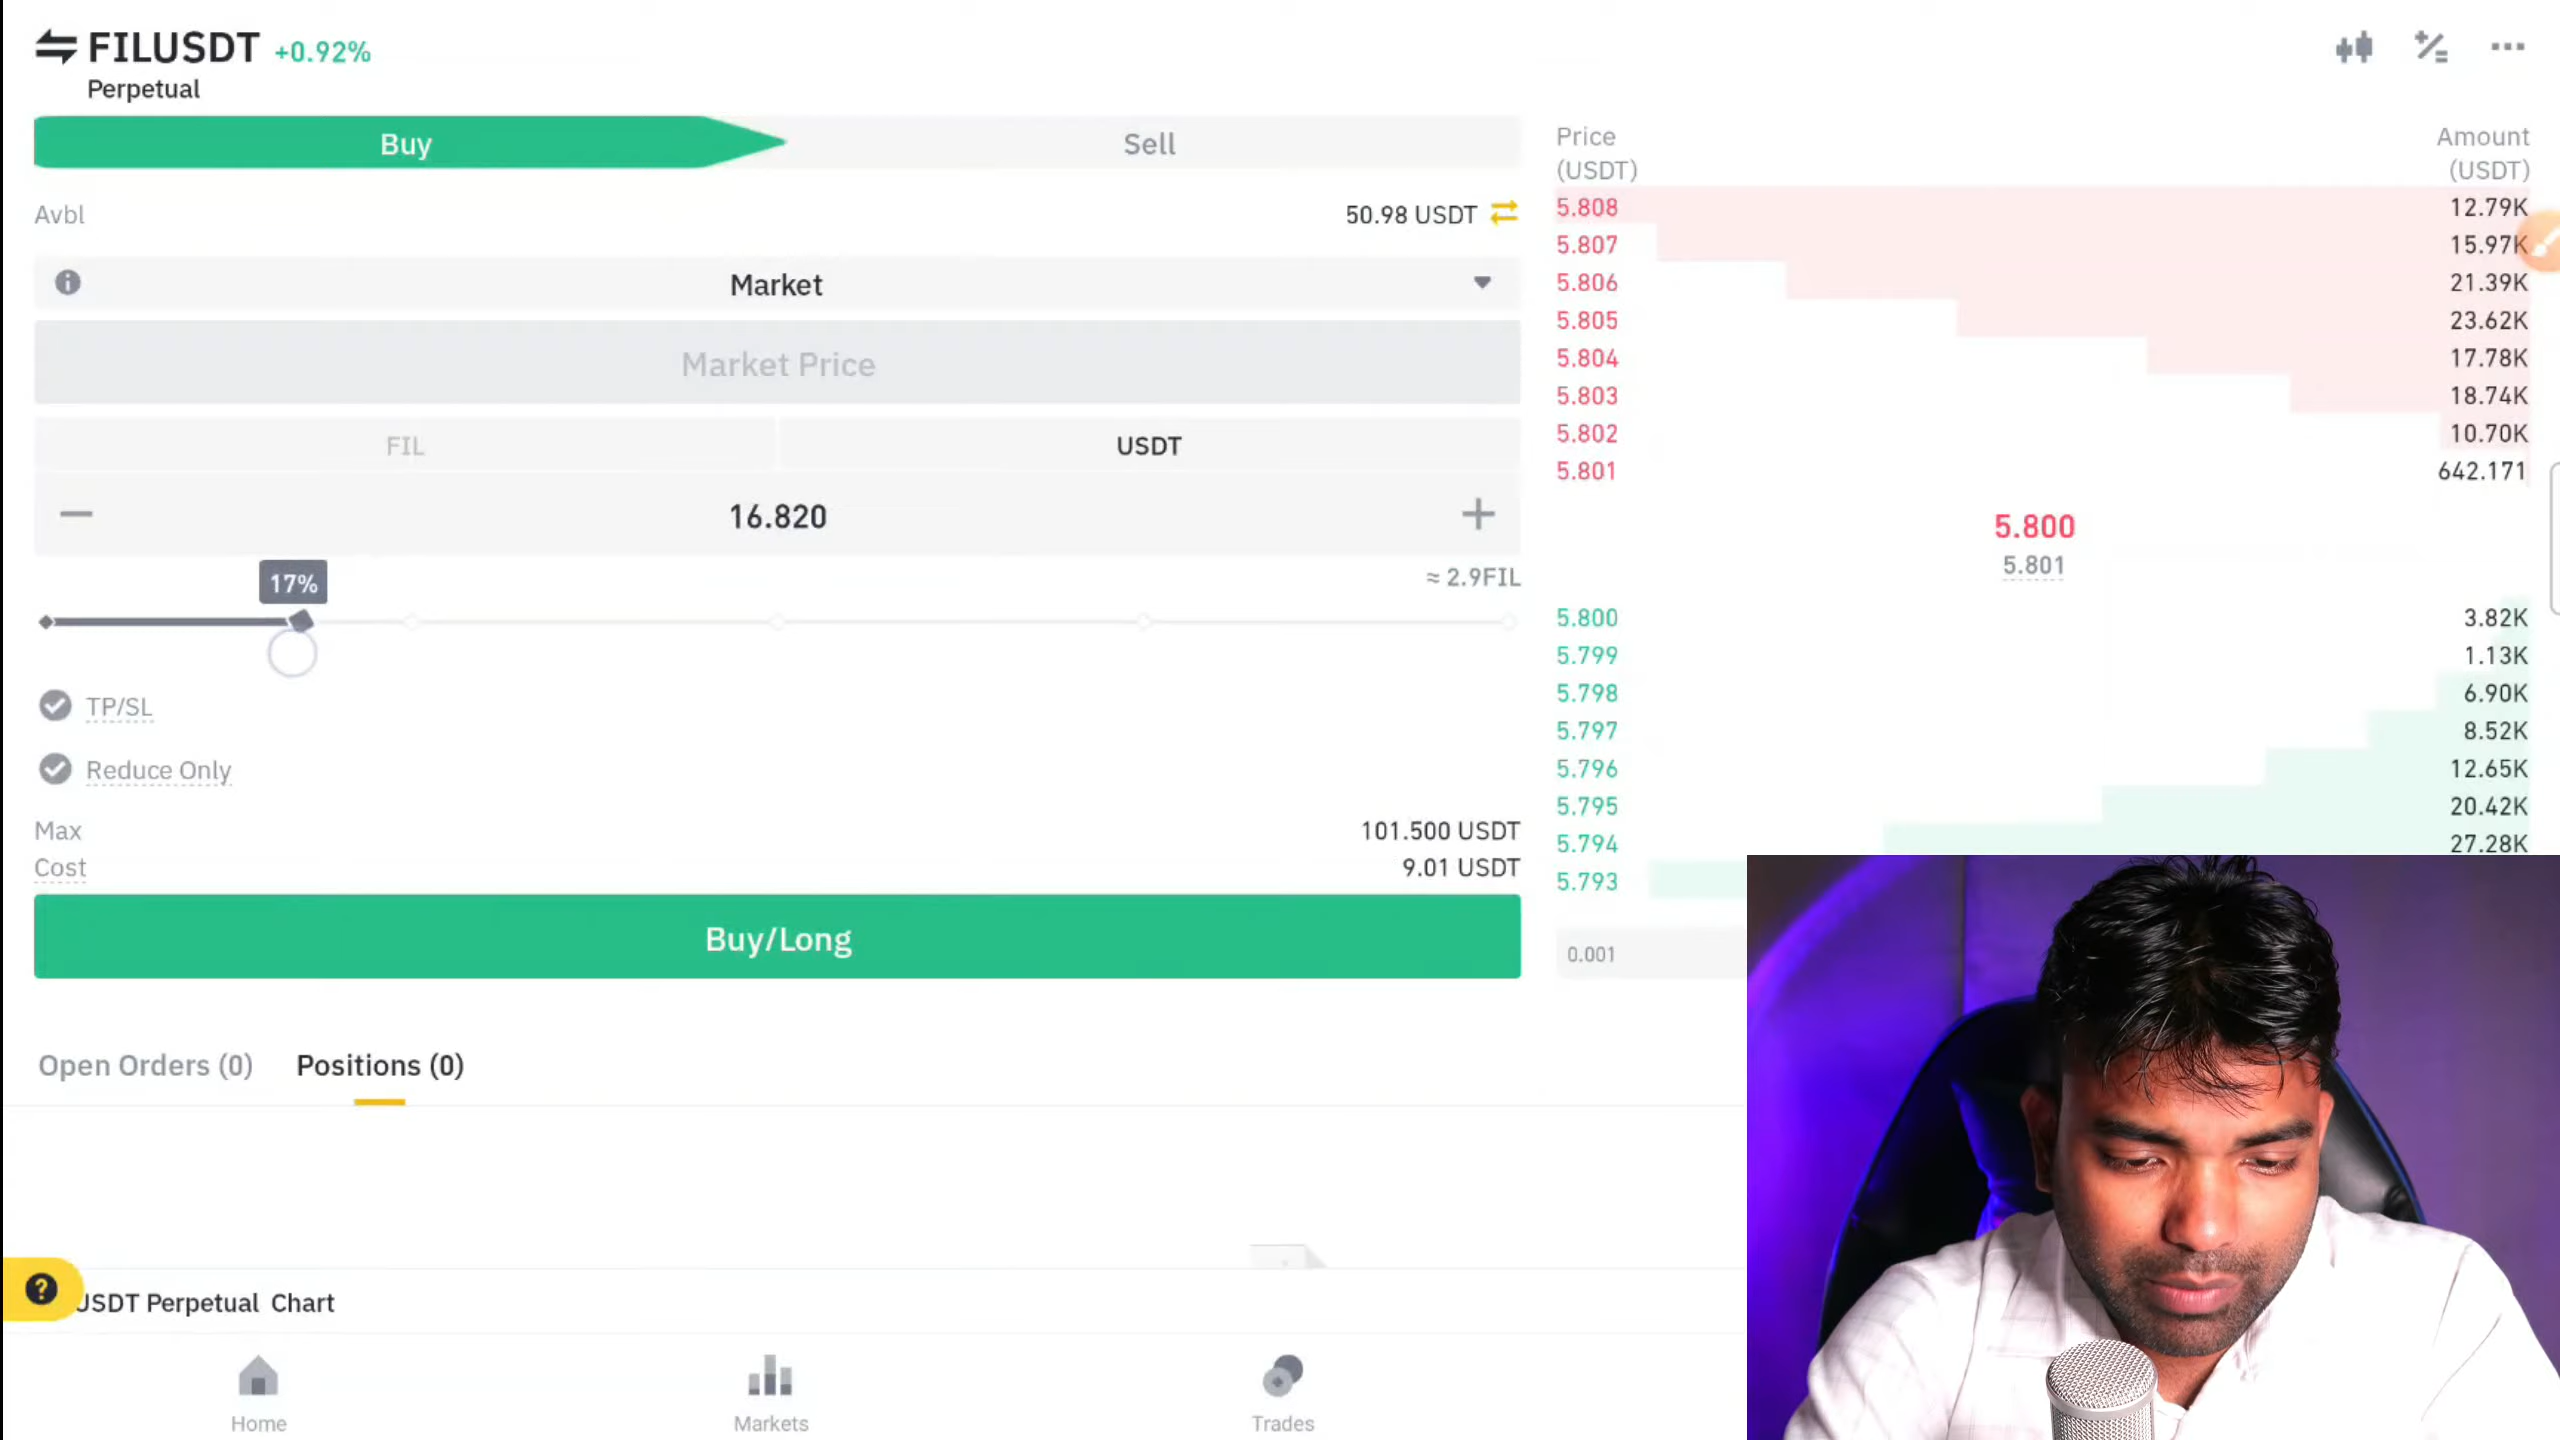 FILUSDT +0.92%
Perpetual
Buy
Sell
Avbl
50.98 USDT
Market
Market Price
FIL
USDT
16.820
17%
≈ 2.9FIL
TP/SL
Reduce Only
Max
101.500 USDT
Cost
9.01 USDT
Buy/Long
Price
(USDT)
Amount
(USDT)
5.808 12.79K
5.807 15.97K
5.806 21.39K
5.805 23.62K
5.804 17.78K
5.803 18.74K
5.802 10.70K
5.801 642.171
5.800
5.801
5.800 3.82K
5.799 1.13K
5.798 6.90K
5.797 8.52K
5.796 12.65K
5.795 20.42K
5.794 27.28K
5.793
0.001
Open Orders (0) Positions (0)
?
USDT Perpetual Chart
Home
Markets
Trades